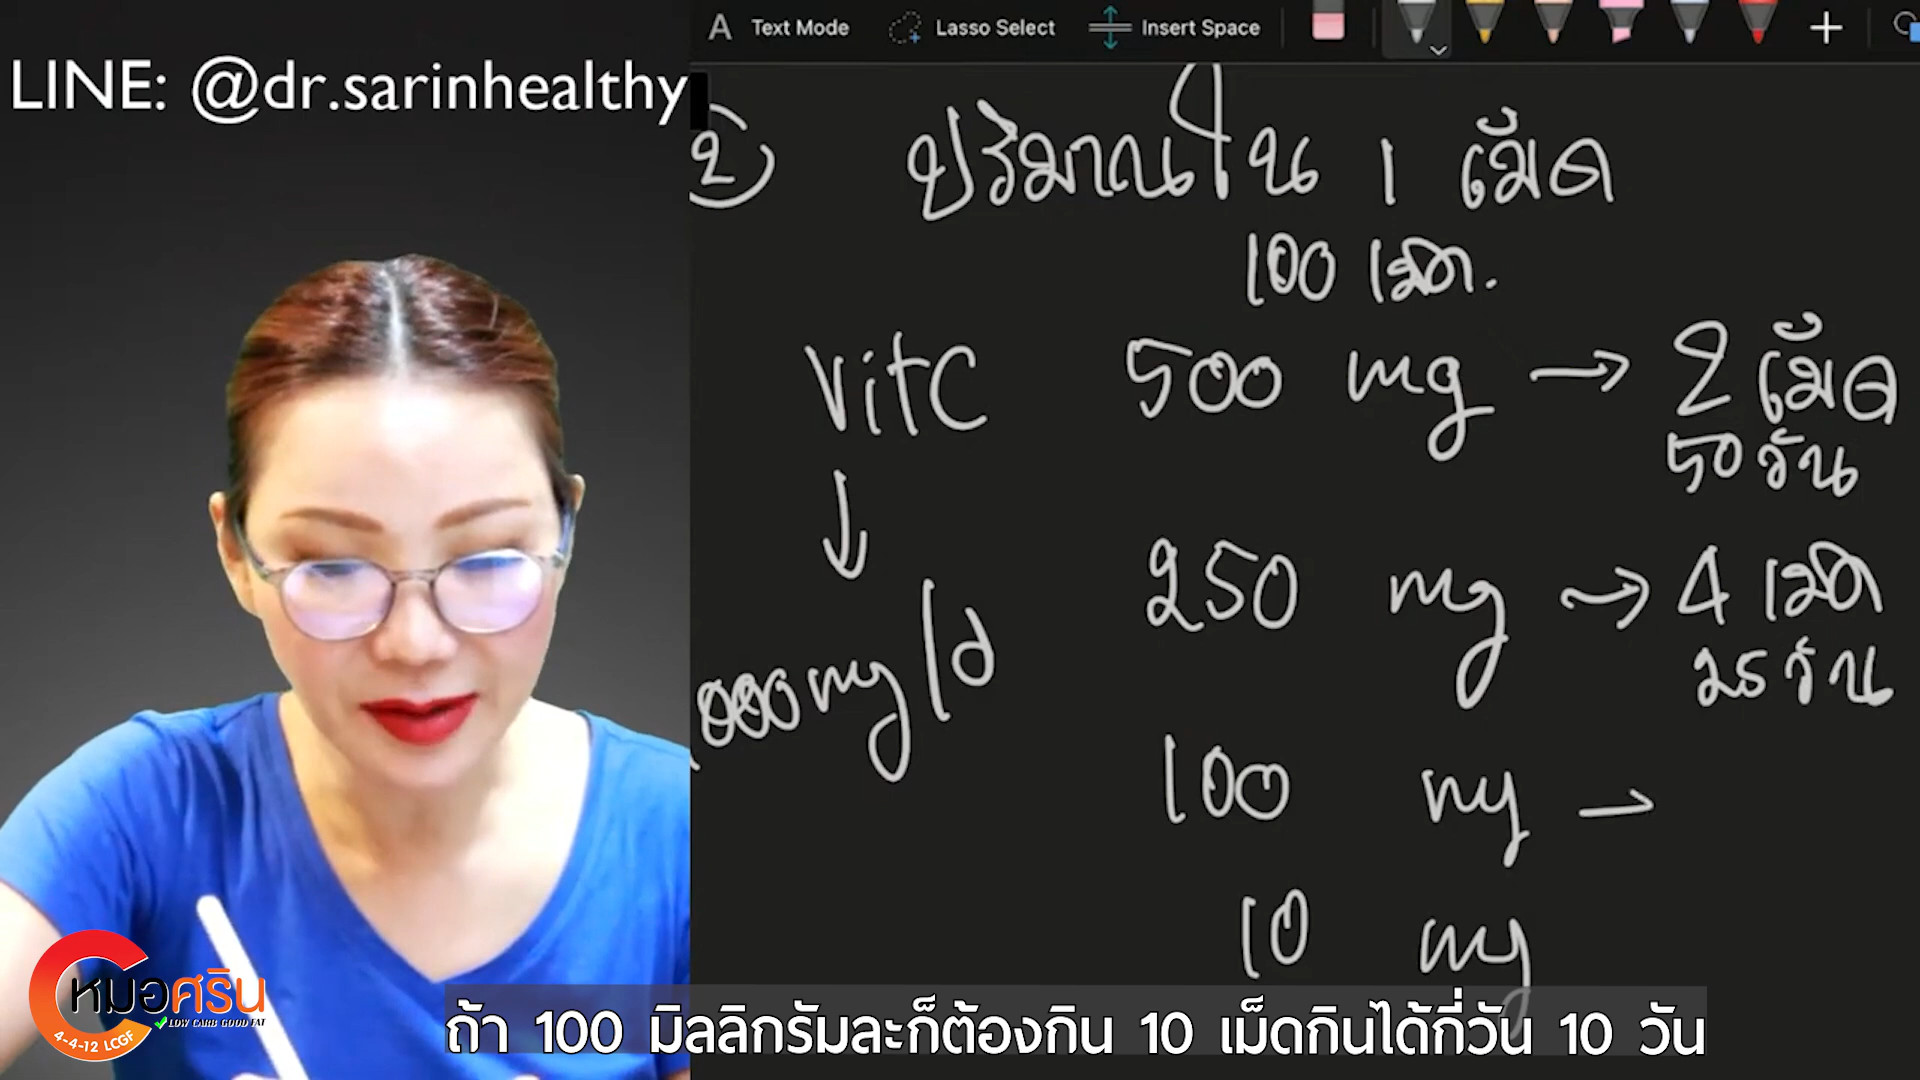 A Text Mode Lasso Select Insert Space
LINE: @dr.sarinhealthy
2 ปริมาณใน 1 เม็ด
100 เม็ด.
vitC 500 mg → 2 เม็ด
50 วัน
↓ 250 mg → 4 เม็ด
25 วัน
000mg/d
100 mg →
10 mg
หมอศริน
LOW CARB GOOD FAT
4-4-12 LCGF
ถ้า 100 มิลลิกรัมละก็ต้องกิน 10 เม็ดกินได้กี่วัน 10 วัน